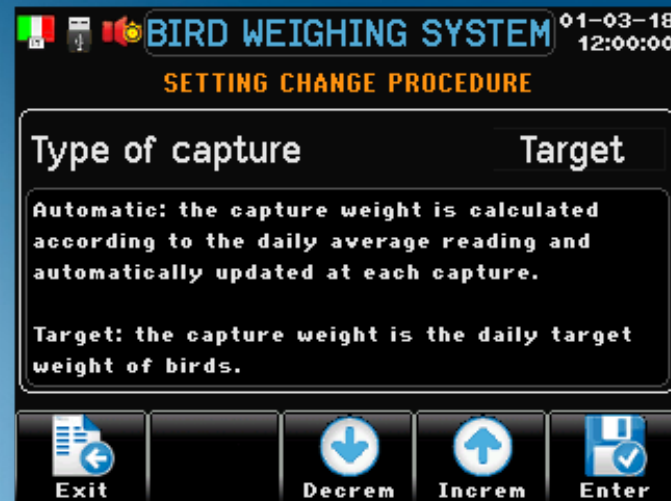 BIRD WEIGHING SYSTEM
01-03-18
12:00:00
SETTING CHANGE PROCEDURE
Type of capture Target
Automatic: the capture weight is calculated
according to the daily average reading and
automatically updated at each capture.
Target: the capture weight is the daily target
weight of birds.
Exit Decrem Increm Enter